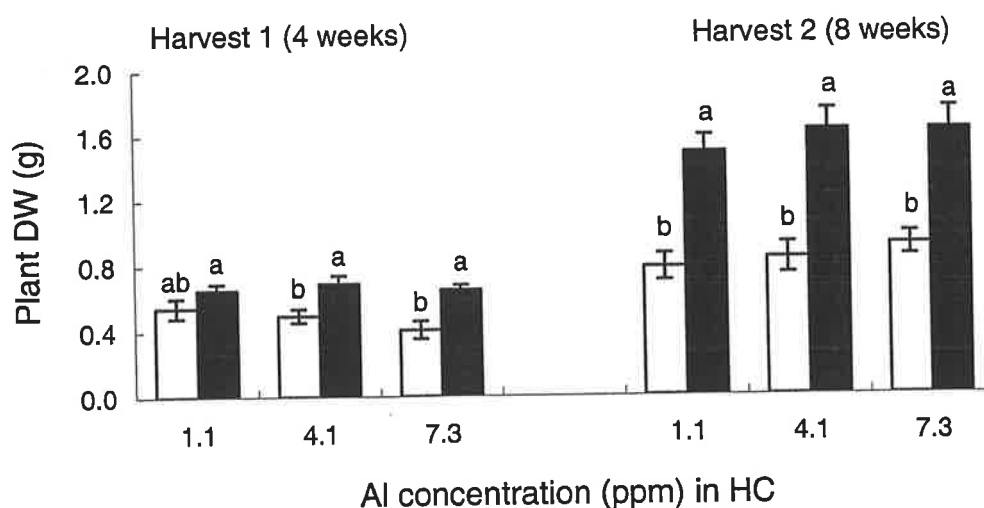 Harvest 1 (4 weeks)
Harvest 2 (8 weeks)
Plant DW (g)
2.0
1.6
1.2
0.8
0.4
0.0
ab
a
b
a
b
a
b
a
b
a
b
a
1.1
4.1
7.3
1.1
4.1
7.3
Al concentration (ppm) in HC